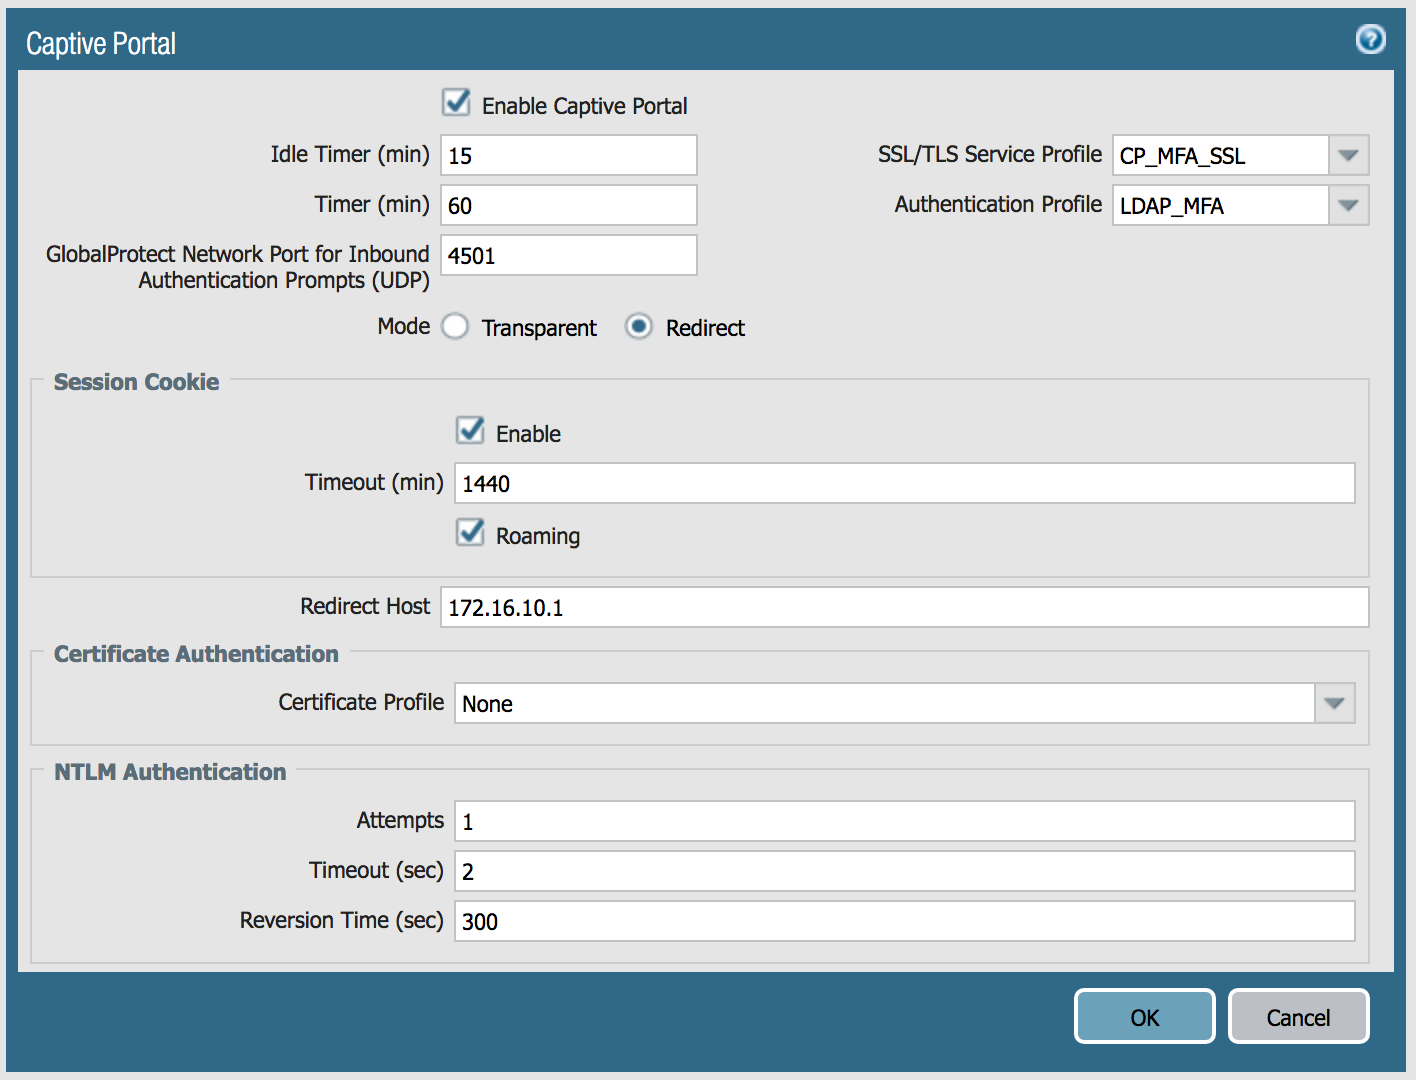 Captive Portal
?
Enable Captive Portal
Idle Timer (min) 15
SSL/TLS Service Profile CP_MFA_SSL
Timer (min) 60
Authentication Profile LDAP_MFA
GlobalProtect Network Port for Inbound
Authentication Prompts (UDP) 4501
Mode Transparent Redirect
Session Cookie
Enable
Timeout (min) 1440
Roaming
Redirect Host 172.16.10.1
Certificate Authentication
Certificate Profile None
NTLM Authentication
Attempts 1
Timeout (sec) 2
Reversion Time (sec) 300
OK Cancel